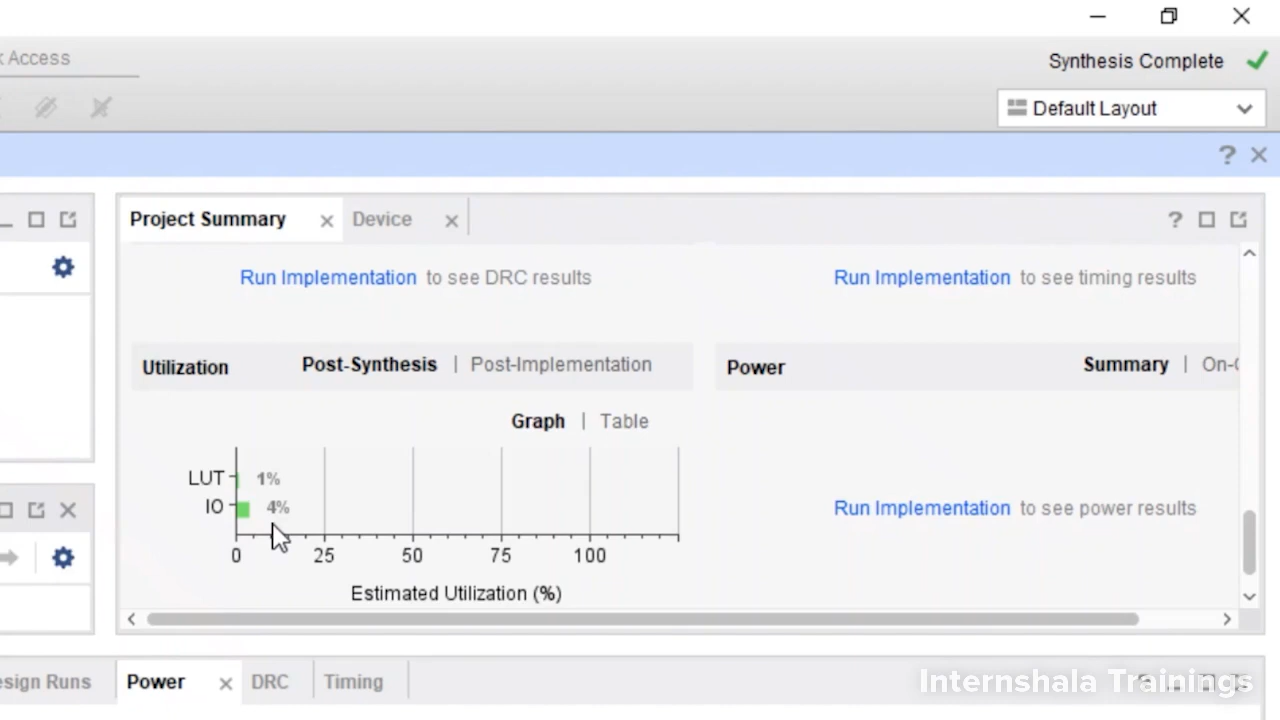 Access
Synthesis Complete
Default Layout
Project Summary
Device
Run Implementation to see DRC results
Run Implementation to see timing results
Utilization
Post-Synthesis | Post-Implementation
Power
Summary | On-
Graph | Table
LUT 1%
IO 4%
0 25 50 75 100
Estimated Utilization (%)
Run Implementation to see power results
esign Runs
Power
DRC
Timing
Internshala Trainings